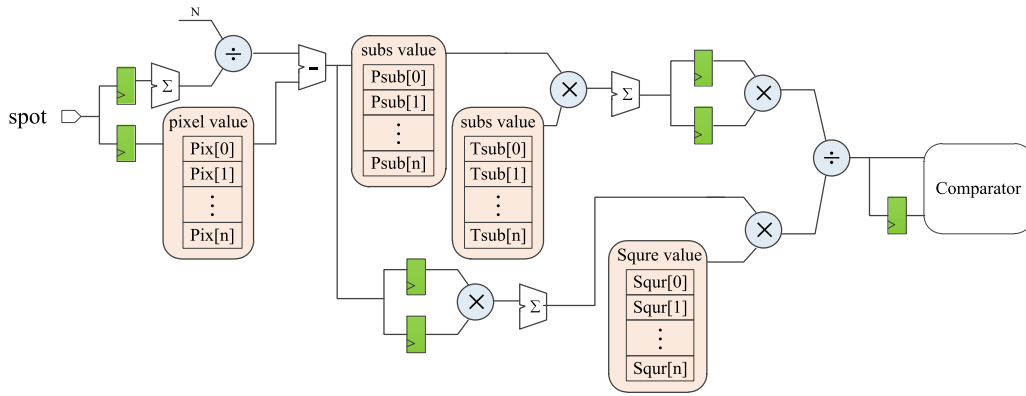 N
÷
Σ
spot
-
pixel value
Pix[0]
Pix[1]
⋮
Pix[n]
subs value
Psub[0]
Psub[1]
⋮
Psub[n]
subs value
Tsub[0]
Tsub[1]
⋮
Tsub[n]
×
Σ
×
÷
Comparator
×
Σ
Squre value
Squr[0]
Squr[1]
⋮
Squr[n]
×